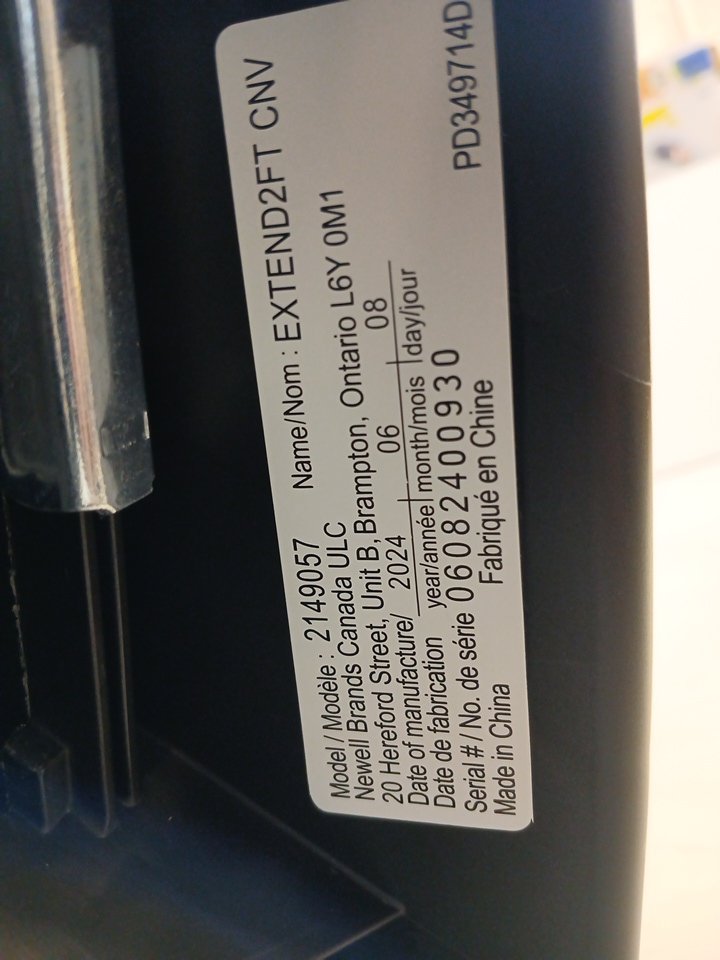 Model / Modèle : 2149057 Name/Nom : EXTEND2FT CNV
Newell Brands Canada ULC
20 Hereford Street, Unit B, Brampton, Ontario L6Y 0M1
Date of manufacture/ 2024 06 08
Date de fabrication year/année month/mois day/jour
Serial # / No. de série 06082400930
Made in China Fabriqué en Chine
PD349714D